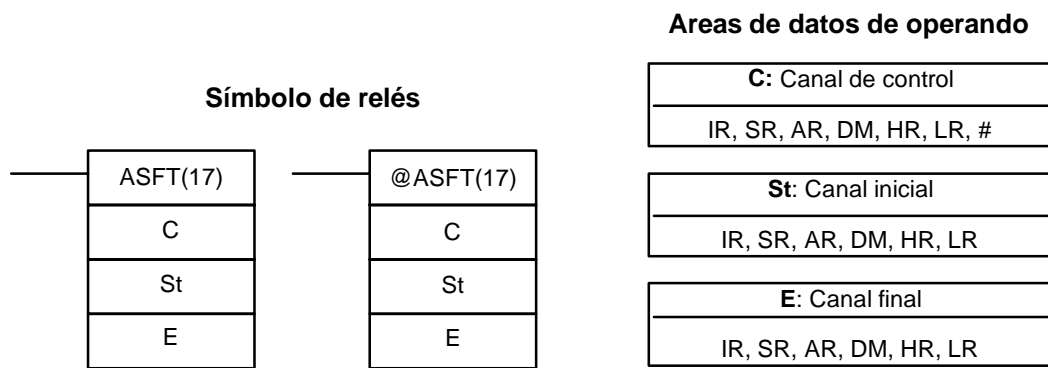 Símbolo de relés
ASFT(17)
C
St
E
@ASFT(17)
C
St
E
Areas de datos de operando
C: Canal de control
IR, SR, AR, DM, HR, LR, #
St: Canal inicial
IR, SR, AR, DM, HR, LR
E: Canal final
IR, SR, AR, DM, HR, LR